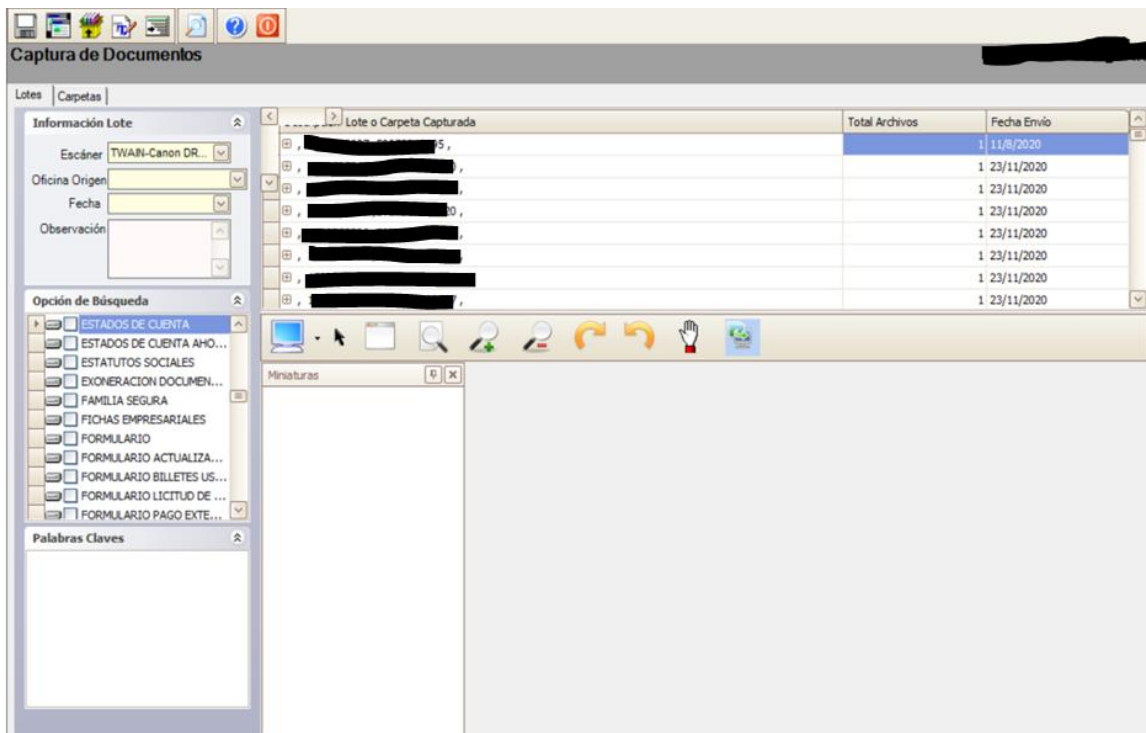 Captura de Documentos
Lotes Carpetas
Información Lote
Escáner TWAIN-Canon DR...
Oficina Origen
Fecha
Observación
Opción de Búsqueda
ESTADOS DE CUENTA
ESTADOS DE CUENTA AHO...
ESTATUTOS SOCIALES
EXONERACION DOCUMEN...
FAMILIA SEGURA
FICHAS EMPRESARIALES
FORMULARIO
FORMULARIO ACTUALIZA...
FORMULARIO BILLETES US...
FORMULARIO LICITUD DE ...
FORMULARIO PAGO EXTE...
Palabras Claves
Lote o Carpeta Capturada Total Archivos Fecha Envío
1 11/8/2020
1 23/11/2020
1 23/11/2020
1 23/11/2020
1 23/11/2020
1 23/11/2020
1 23/11/2020
1 23/11/2020
Miniaturas